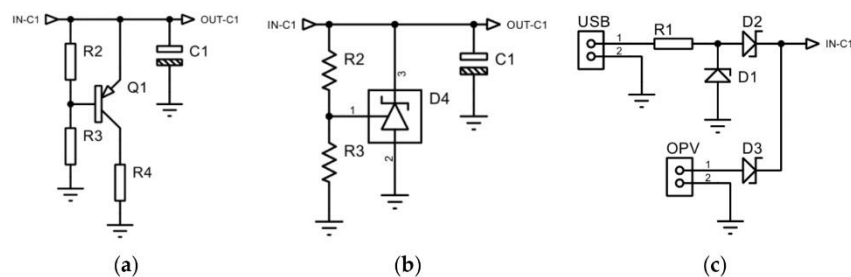 IN-C1
OUT-C1
R2
C1
Q1
R3
R4
(a)
IN-C1
OUT-C1
R2
C1
3
D4
1
R3
2
(b)
USB
1
2
R1
D2
IN-C1
D1
OPV
1
2
D3
(c)